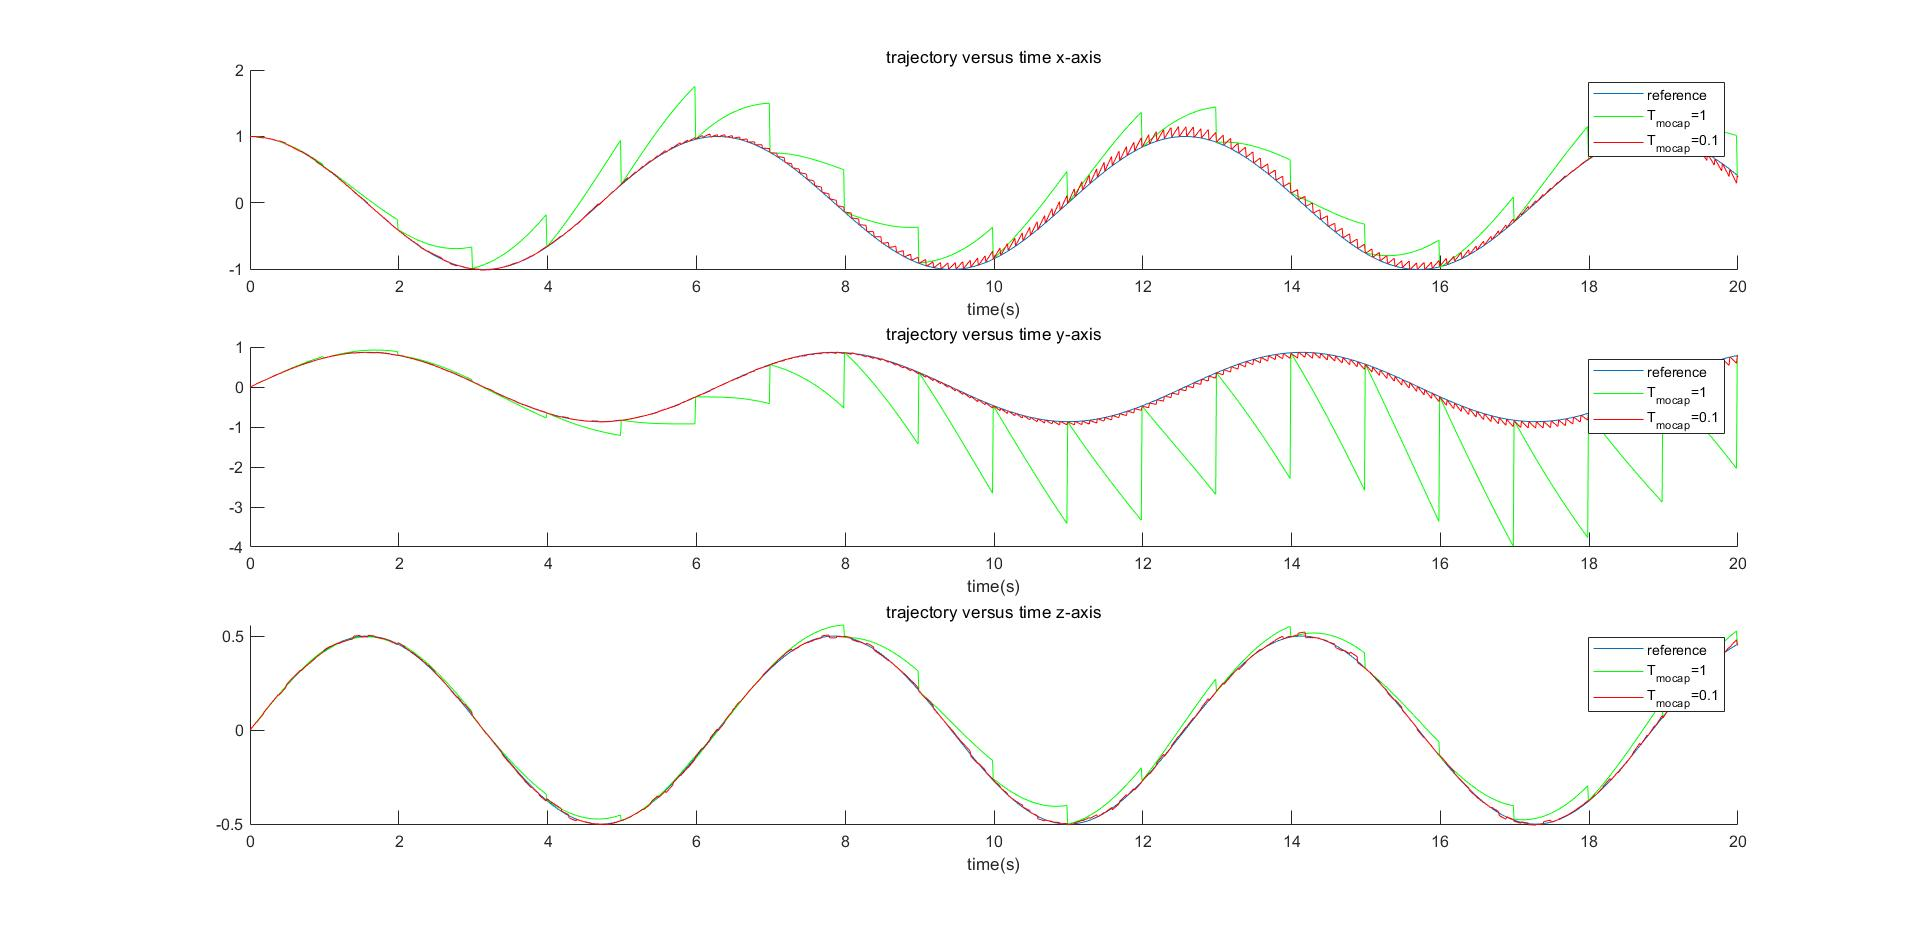 trajectory versus time x-axis
2
1
0
-1
0 2 4 6 8 10 12 14 16 18 20
time(s)
reference
T_mocap=1
T_mocap=0.1
trajectory versus time y-axis
1
0
-1
-2
-3
-4
0 2 4 6 8 10 12 14 16 18 20
time(s)
reference
T_mocap=1
T_mocap=0.1
trajectory versus time z-axis
0.5
0
-0.5
0 2 4 6 8 10 12 14 16 18 20
time(s)
reference
T_mocap=1
T_mocap=0.1